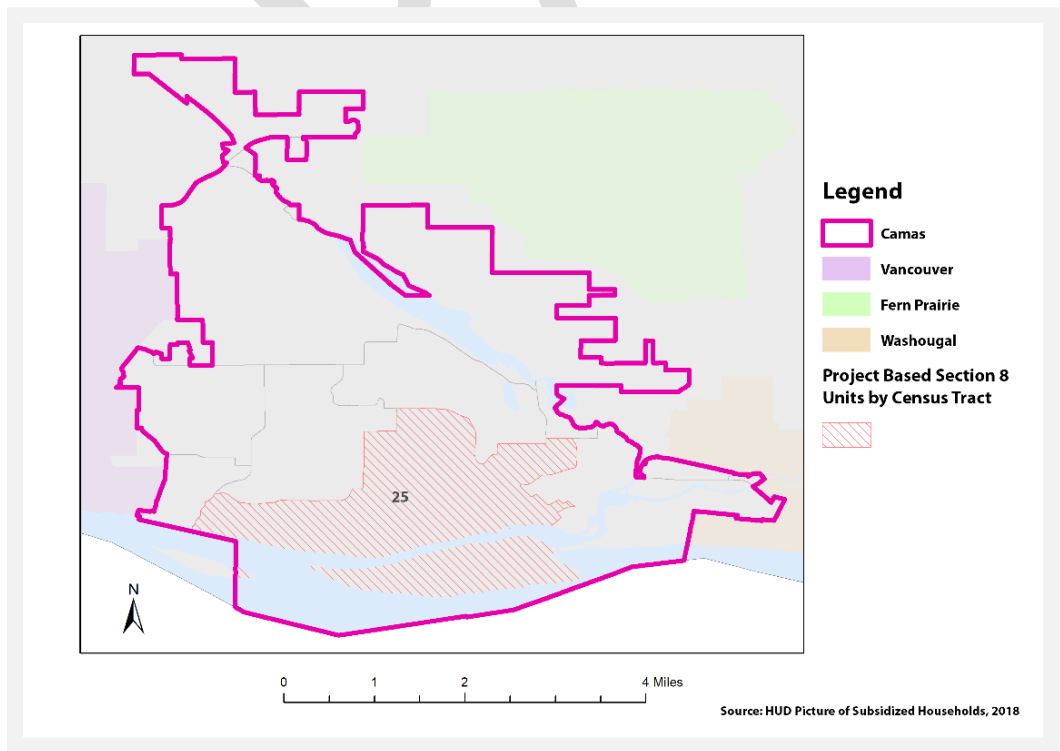 Legend
Camas
Vancouver
Fern Prairie
Washougal
Project Based Section 8
Units by Census Tract
25
N
0 1 2 4 Miles
Source: HUD Picture of Subsidized Households, 2018